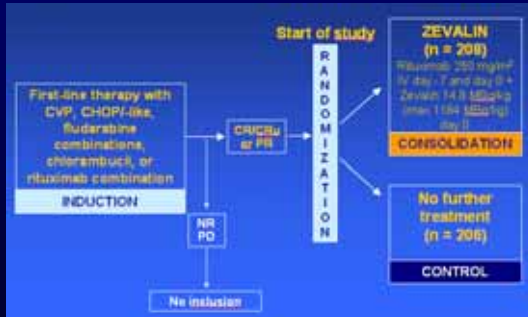 First-line therapy with
CVP, CHOP/-like,
fludarabine
combinations,
chlorambucil, or
rituximab combination
INDUCTION
CR/CRu
or PR
NR
PD
No inclusion
Start of study
RANDOMIZATION
ZEVALIN
(n = 208)
Rituximab 250 mg/m²
IV day -7 and day 0 +
Zevalin 14.8 MBq/kg
(max 1184 MBq/kg)
day 0
CONSOLIDATION
No further
treatment
(n = 206)
CONTROL